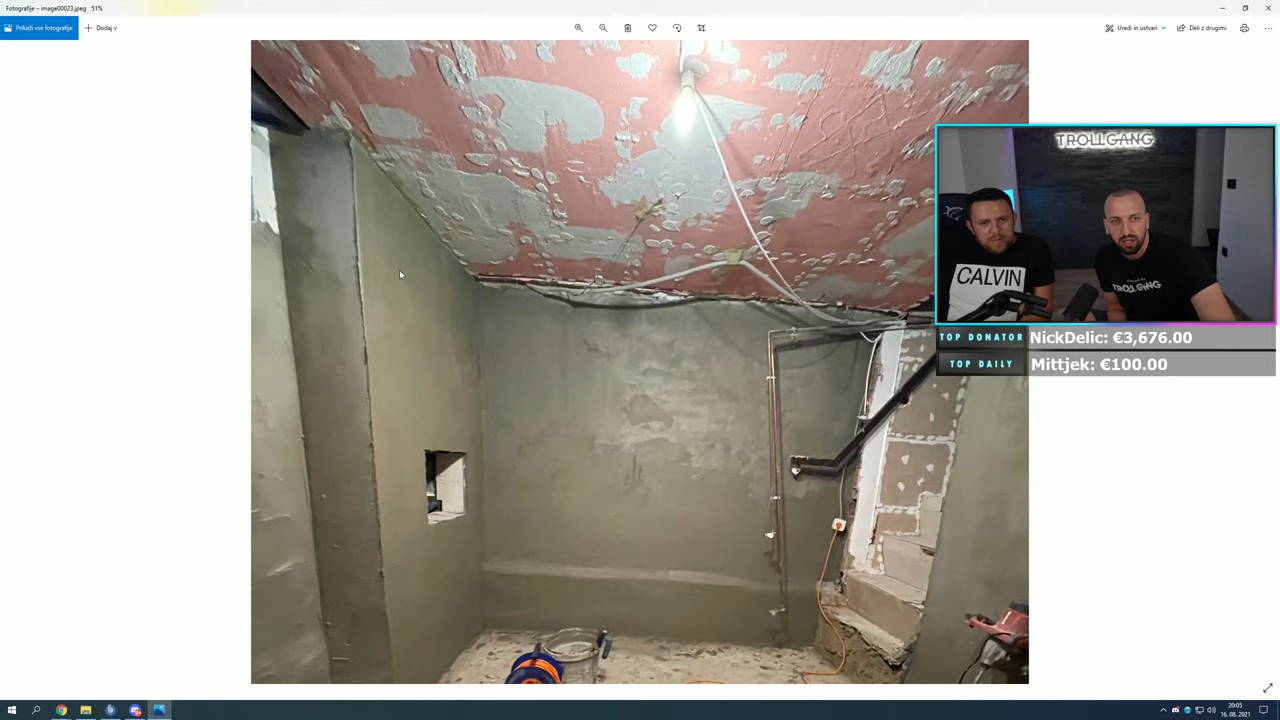 Fotografije – image00023.jpeg 51%
Prikaži vse fotografije
Dodaj v
Uredi in ustvari
Deli z drugimi
TROLLGANG
CALVIN
TROLLGANG
TOP DONATOR NickDelic: €3,676.00
TOP DAILY Mittjek: €100.00
20:05
16. 08. 2021